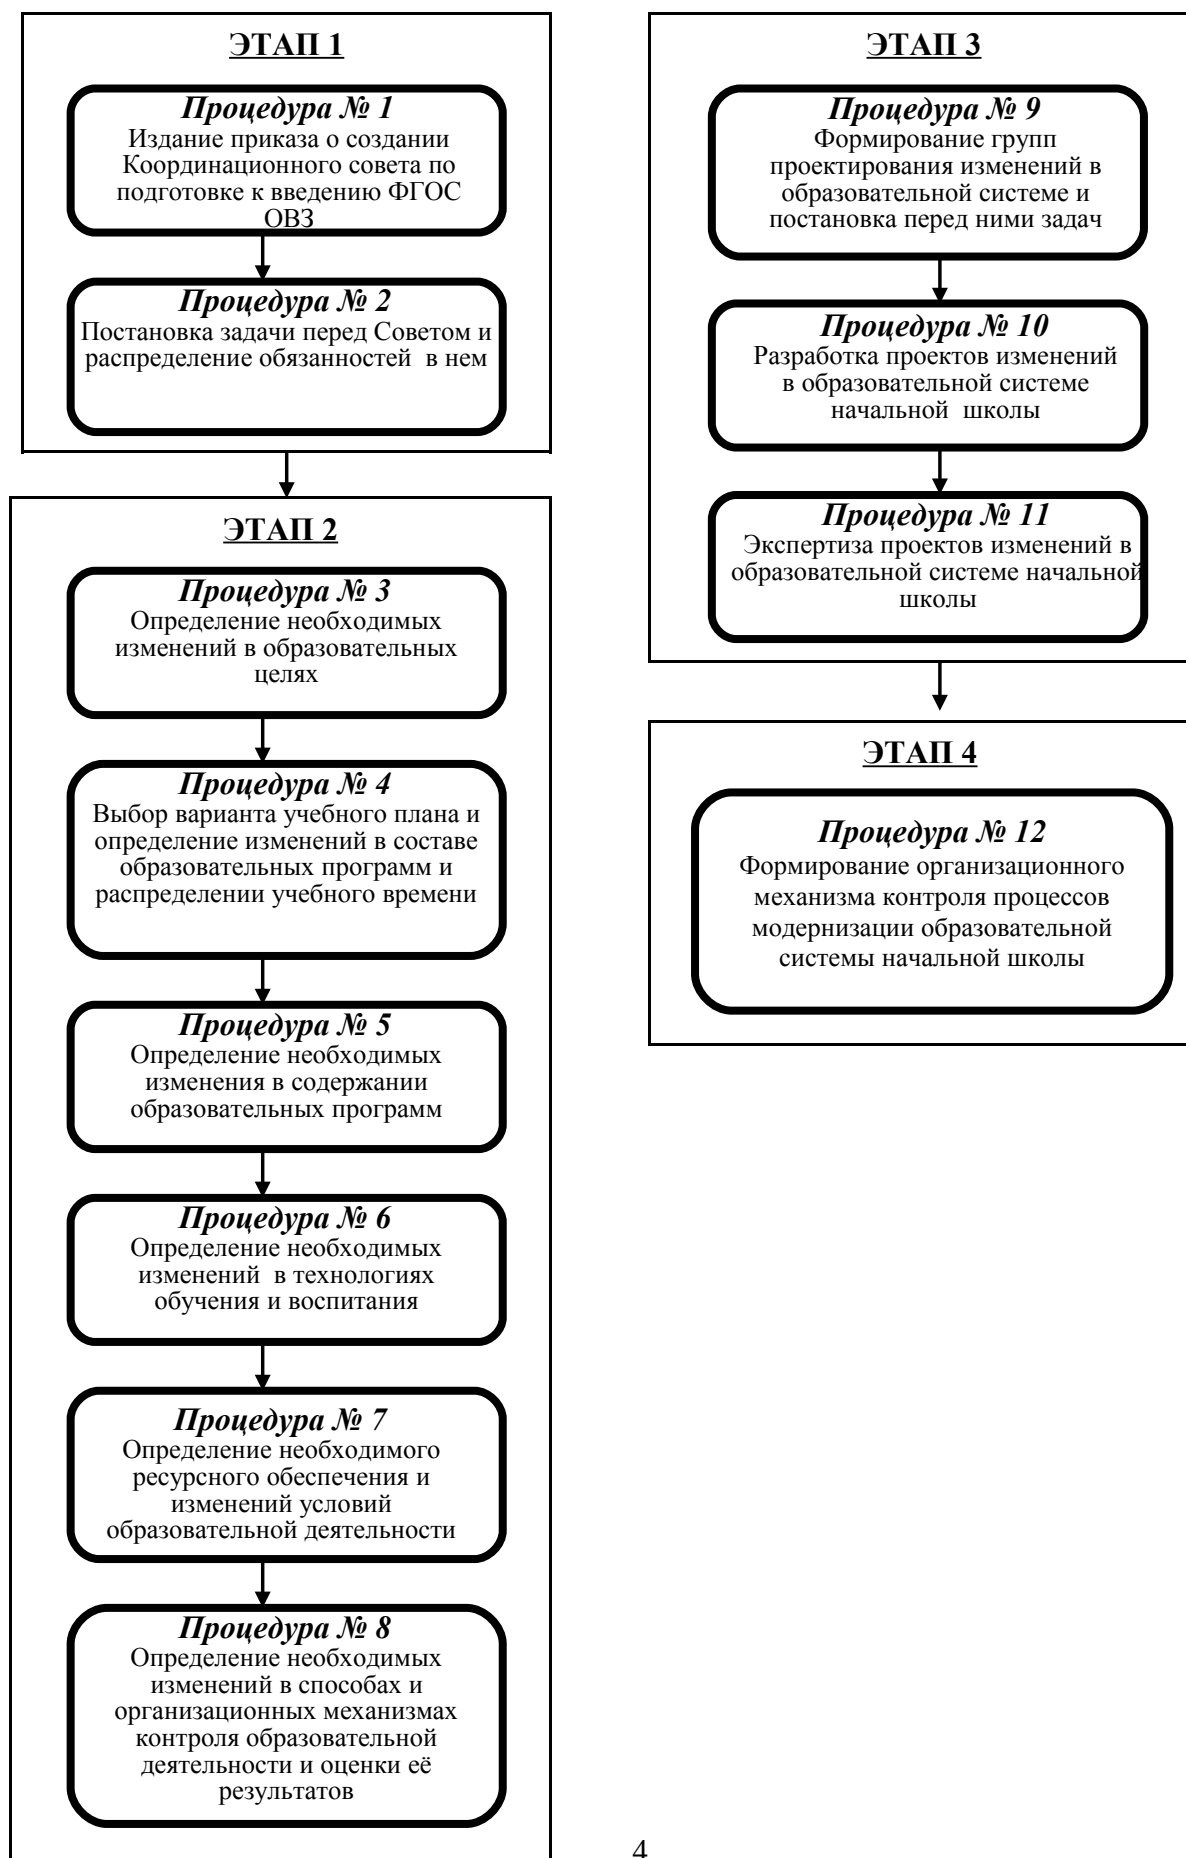 ЭТАП 1
Процедура № 1
Издание приказа о создании
Координационного совета по
подготовке к введению ФГОС
ОВЗ
Процедура № 2
Постановка задачи перед Советом и
распределение обязанностей в нем
ЭТАП 2
Процедура № 3
Определение необходимых
изменений в образовательных
целях
Процедура № 4
Выбор варианта учебного плана и
определение изменений в составе
образовательных программ и
распределении учебного времени
Процедура № 5
Определение необходимых
изменения в содержании
образовательных программ
Процедура № 6
Определение необходимых
изменений в технологиях
обучения и воспитания
Процедура № 7
Определение необходимого
ресурсного обеспечения и
изменений условий
образовательной деятельности
Процедура № 8
Определение необходимых
изменений в способах и
организационных механизмах
контроля образовательной
деятельности и оценки её
результатов
ЭТАП 3
Процедура № 9
Формирование групп
проектирования изменений в
образовательной системе и
постановка перед ними задач
Процедура № 10
Разработка проектов изменений
в образовательной системе
начальной школы
Процедура № 11
Экспертиза проектов изменений в
образовательной системе начальной
школы
ЭТАП 4
Процедура № 12
Формирование организационного
механизма контроля процессов
модернизации образовательной
системы начальной школы
4